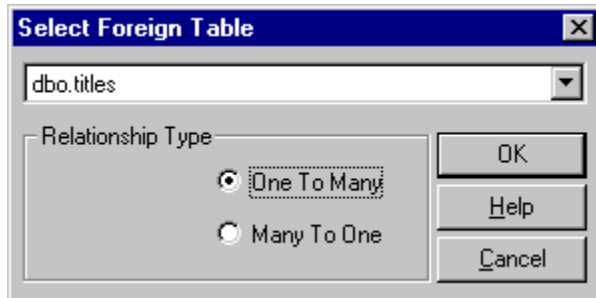 Select Foreign Table
dbo.titles
Relationship Type
One To Many
Many To One
OK
Help
Cancel